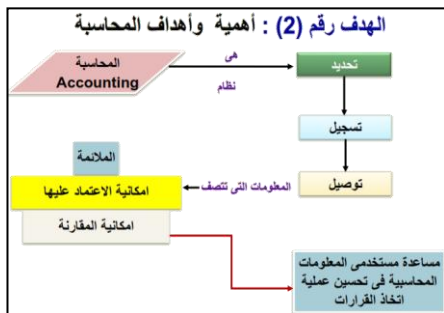 الهدف رقم (2) : أهمية وأهداف المحاسبة
المحاسبة
Accounting
هى
نظام
تحديد
تسجيل
توصيل
المعلومات التى تتصف
الملائمة
امكانية الاعتماد عليها
امكانية المقارنة
مساعدة مستخدمى المعلومات
المحاسبية فى تحسين عملية
اتخاذ القرارات